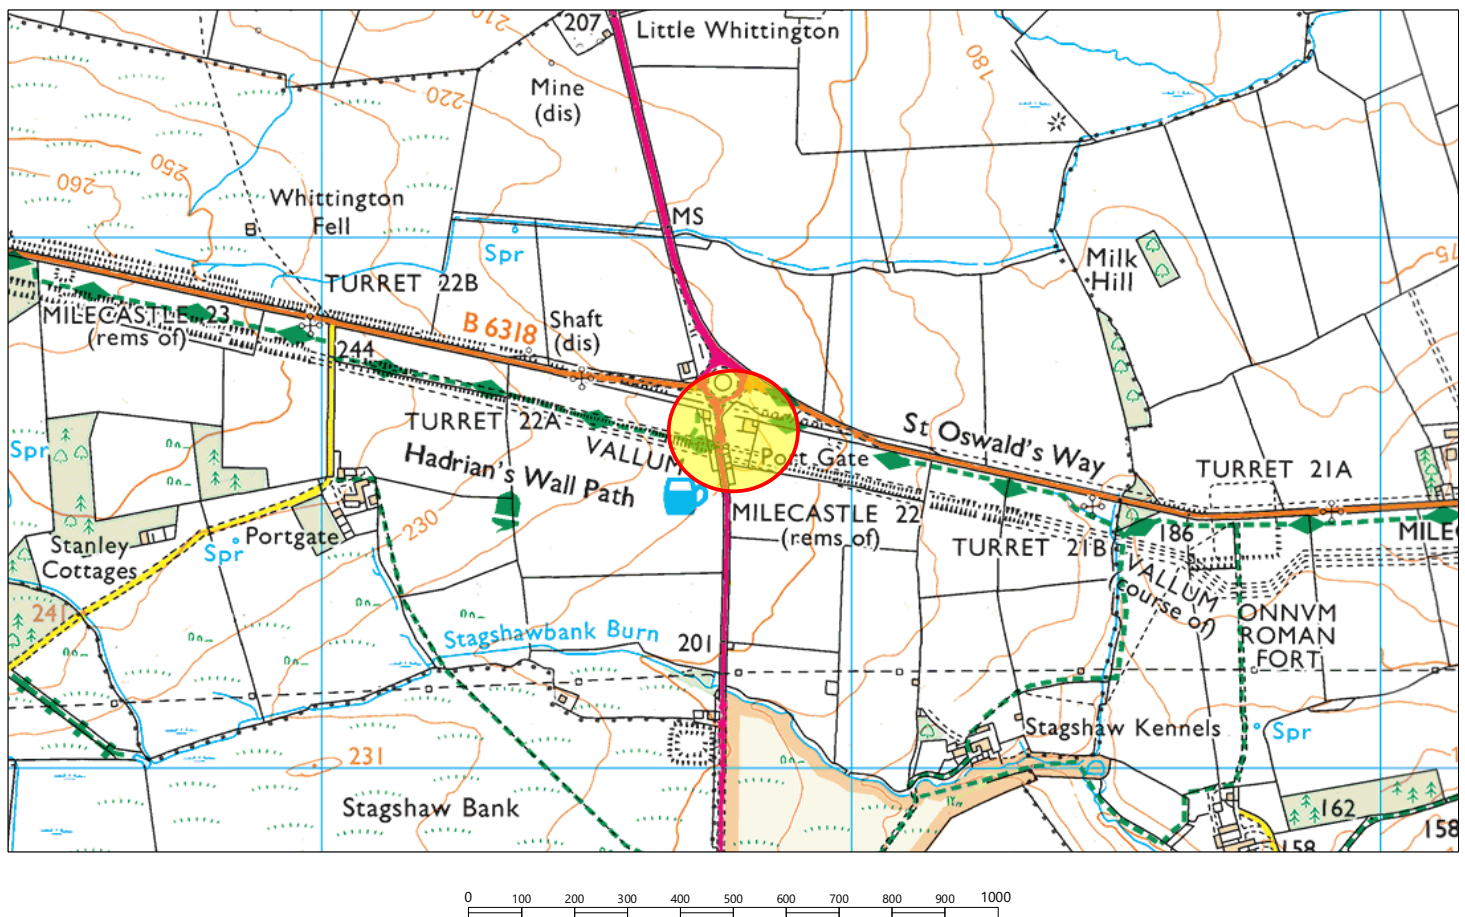 210
207
Little Whittington
Mine
(dis)
180
220
250
260
Whittington
Fell
MS
Spr
Milk
Hill
75
TURRET 22B
MILECASTLE 23
(rems of)
B 6318
Shaft
(dis)
244
TURRET 22A
VALLUM
Hadrian's Wall Path
Port Gate
St Oswald's Way
TURRET 21A
Spr
MILECASTLE 22
(rems of)
TURRET 21B
186
MILEC
VALLUM
(course of)
ONNVM
ROMAN
FORT
230
Portgate
Spr
Stanley
Cottages
241
Stagshawbank Burn
201
Stagshaw Kennels
Spr
231
Stagshaw Bank
162
158
158
0 100 200 300 400 500 600 700 800 900 1000